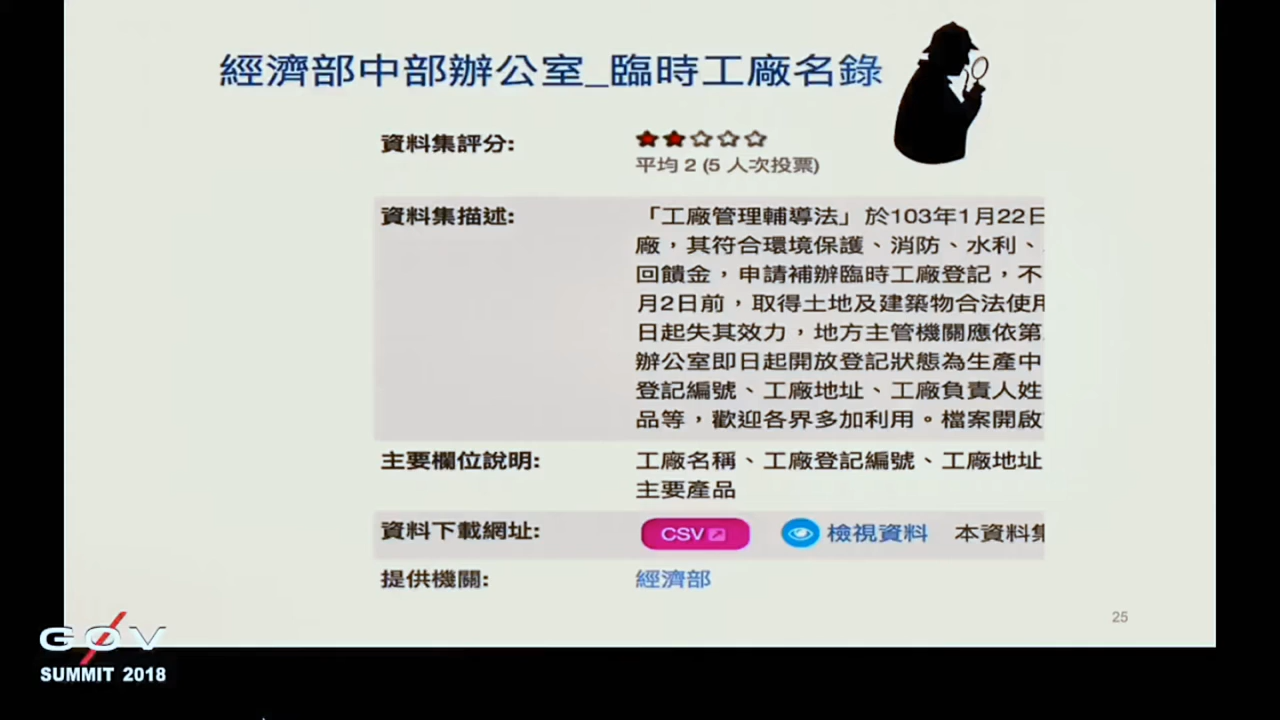 經濟部中部辦公室_臨時工廠名錄
資料集評分:
平均 2 (5 人次投票)
資料集描述:
「工廠管理輔導法」於103年1月22日
廠，其符合環境保護、消防、水利、
回饋金，申請補辦臨時工廠登記，不
月2日前，取得土地及建築物合法使用
日起失其效力，地方主管機關應依第
辦公室即日起開放登記狀態為生產中
登記編號、工廠地址、工廠負責人姓
品等，歡迎各界多加利用。檔案開啟
主要欄位說明:
工廠名稱、工廠登記編號、工廠地址
主要產品
資料下載網址:
CSV
檢視資料
本資料集
提供機關:
經濟部
25
GØV
SUMMIT 2018